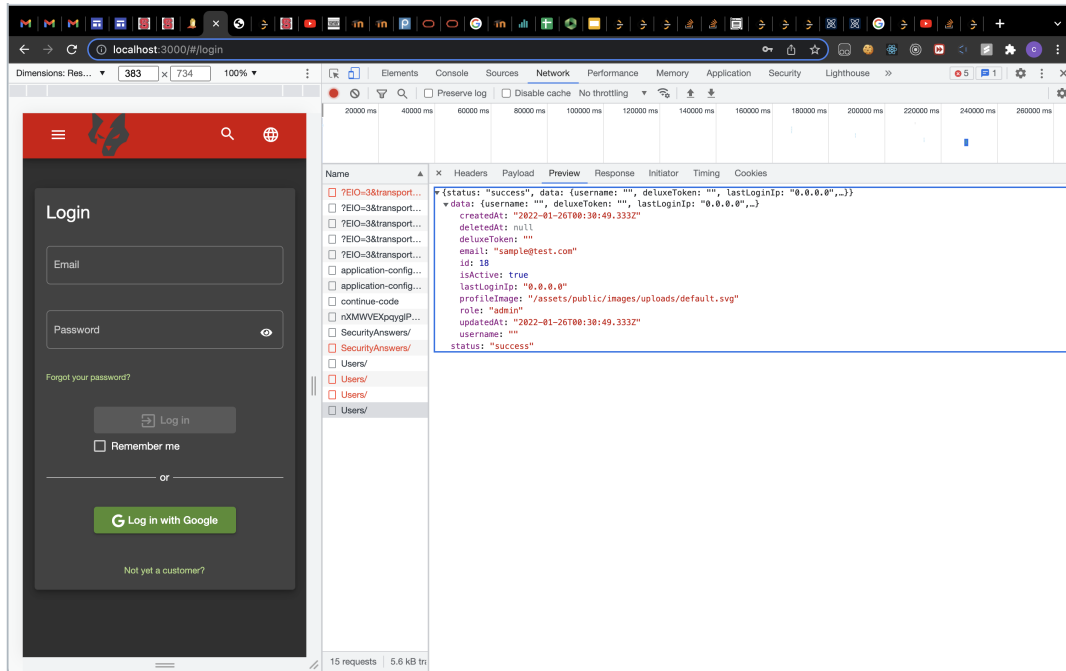 localhost:3000/#/login
Dimensions: Res... ▼ 383 × 734 100% ▼
Elements Console Sources Network Performance Memory Application Security Lighthouse » 5 1
Preserve log Disable cache No throttling ▼
20000 ms 40000 ms 60000 ms 80000 ms 100000 ms 120000 ms 140000 ms 160000 ms 180000 ms 200000 ms 220000 ms 240000 ms 260000 ms
Login
Email
Password
Forgot your password?
Log in
Remember me
or
G Log in with Google
Not yet a customer?
Name
?EIO=3&transport...
?EIO=3&transport...
?EIO=3&transport...
?EIO=3&transport...
?EIO=3&transport...
application-config...
application-config...
continue-code
nXMWVEXpqyglP...
SecurityAnswers/
SecurityAnswers/
Users/
Users/
Users/
Users/
15 requests 5.6 kB tra
× Headers Payload Preview Response Initiator Timing Cookies
▼{status: "success", data: {username: "", deluxeToken: "", lastLoginIp: "0.0.0.0",…}}
▼data: {username: "", deluxeToken: "", lastLoginIp: "0.0.0.0",…}
createdAt: "2022-01-26T00:30:49.333Z"
deletedAt: null
deluxeToken: ""
email: "sample@test.com"
id: 18
isActive: true
lastLoginIp: "0.0.0.0"
profileImage: "/assets/public/images/uploads/default.svg"
role: "admin"
updatedAt: "2022-01-26T00:30:49.333Z"
username: ""
status: "success"